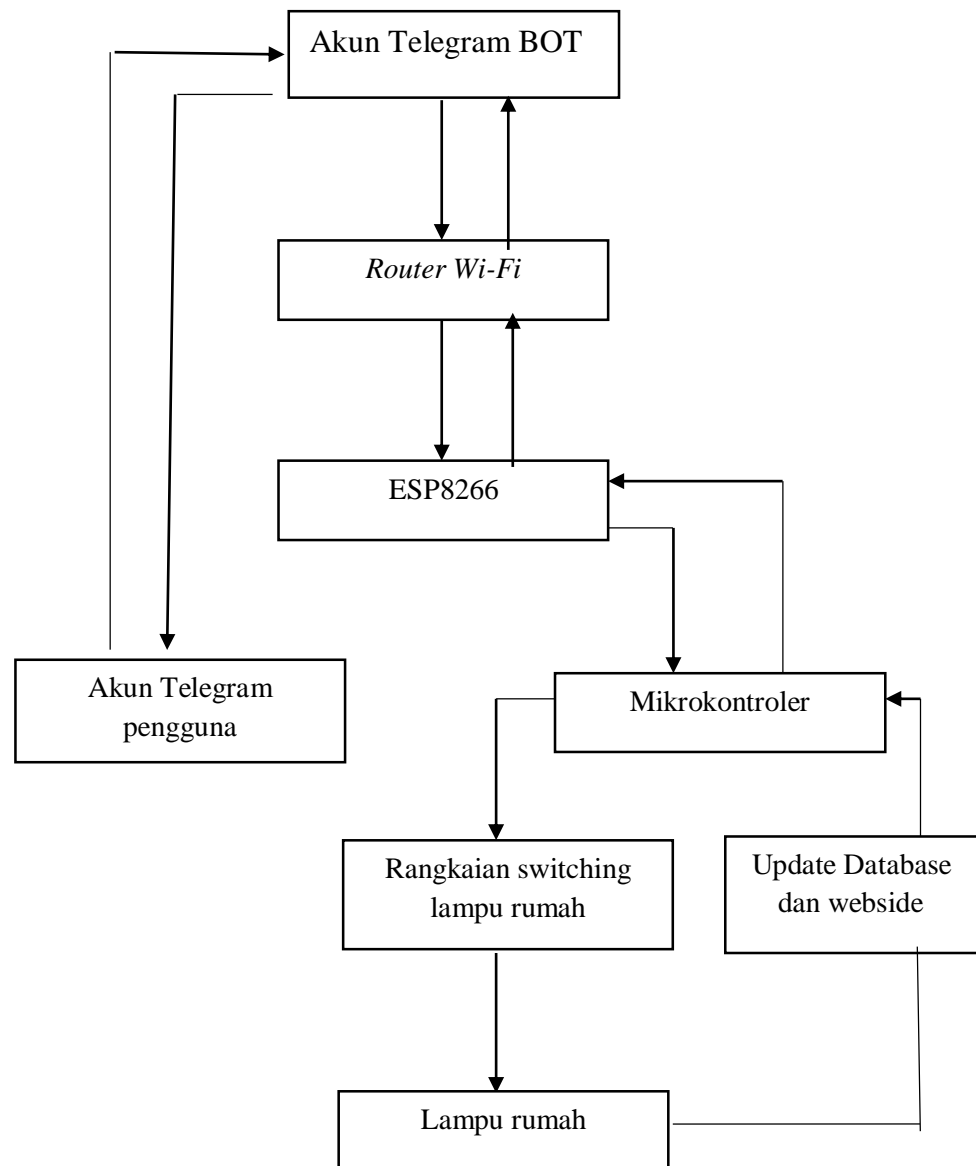 Akun Telegram BOT
Router Wi-Fi
ESP8266
Akun Telegram
pengguna
Mikrokontroler
Rangkaian switching
lampu rumah
Update Database
dan webside
Lampu rumah